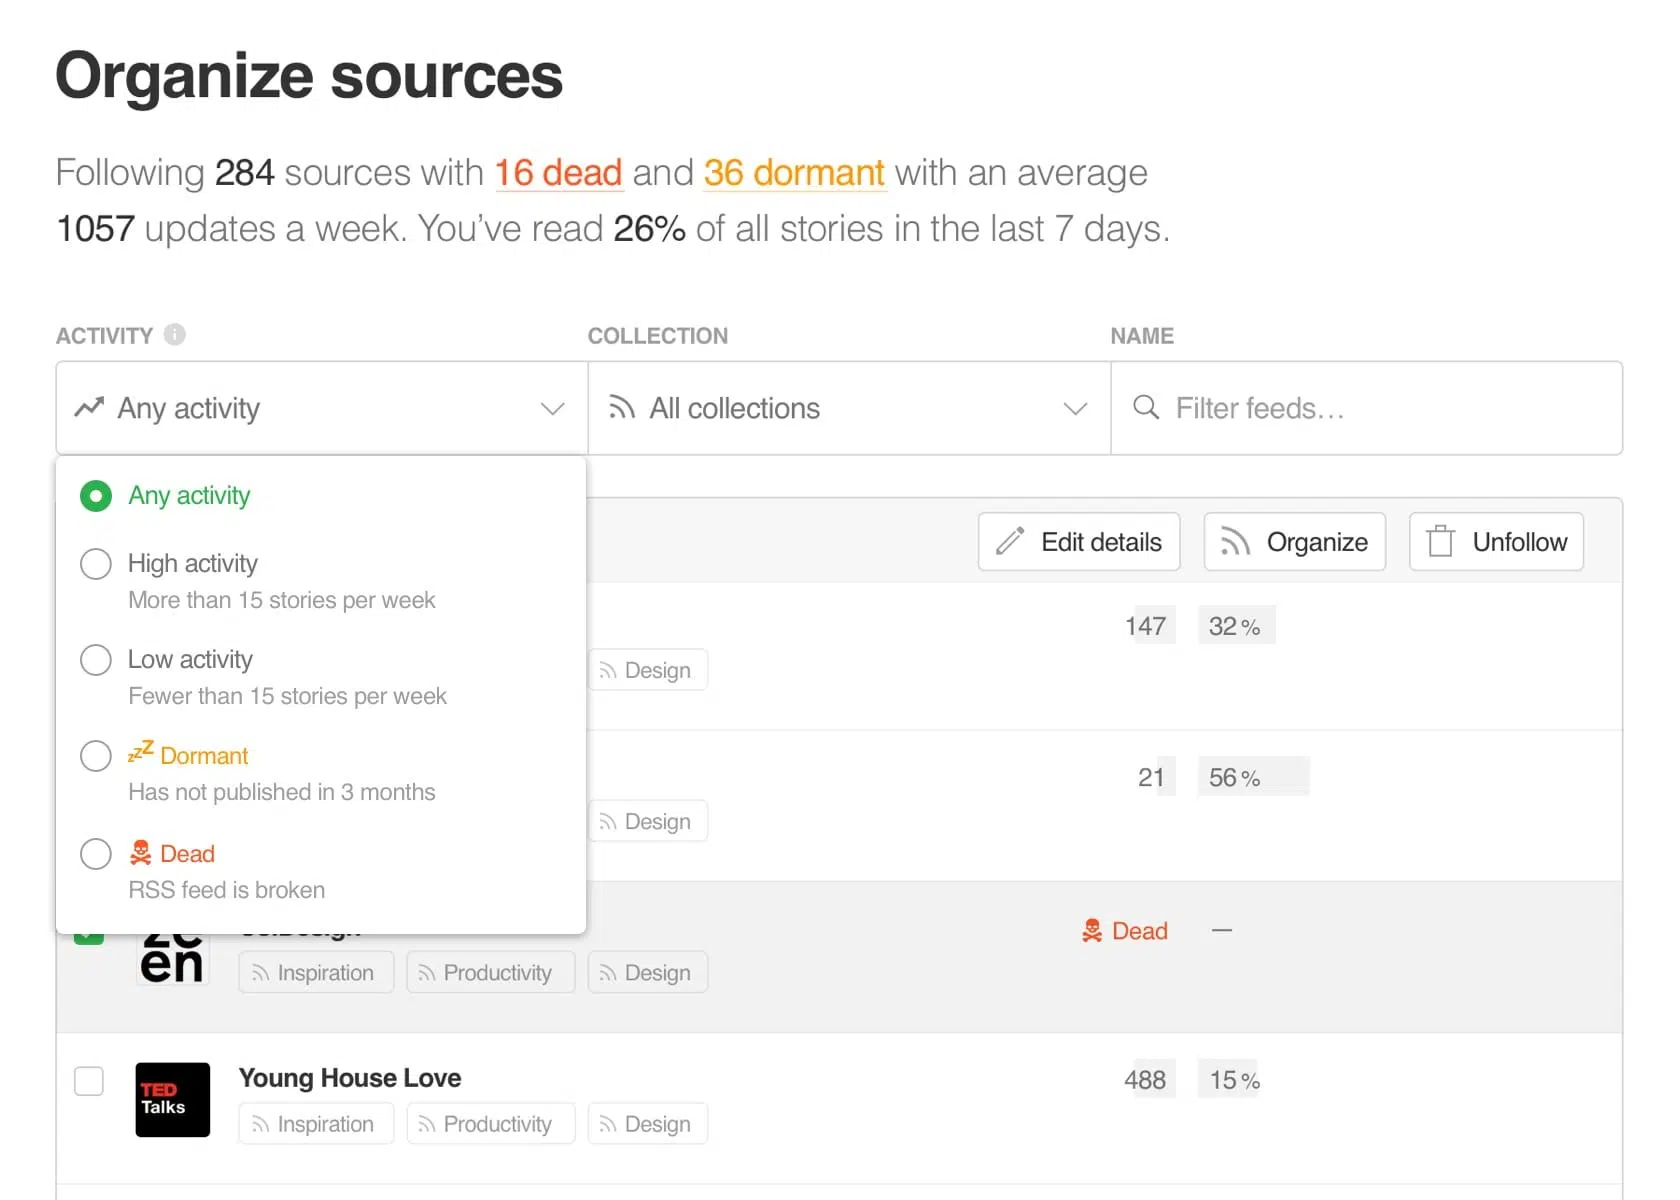 Organize sources
Following 284 sources with 16 dead and 36 dormant with an average
1057 updates a week. You’ve read 26% of all stories in the last 7 days.
ACTIVITY COLLECTION NAME
Any activity All collections Filter feeds…
Any activity
Edit details Organize Unfollow
High activity
More than 15 stories per week
147 32%
Low activity
Design
Fewer than 15 stories per week
zzZ Dormant
21 56%
Has not published in 3 months
Design
Dead
RSS feed is broken
Dead —
en
Inspiration Productivity Design
Young House Love 488 15%
TED
Talks
Inspiration Productivity Design